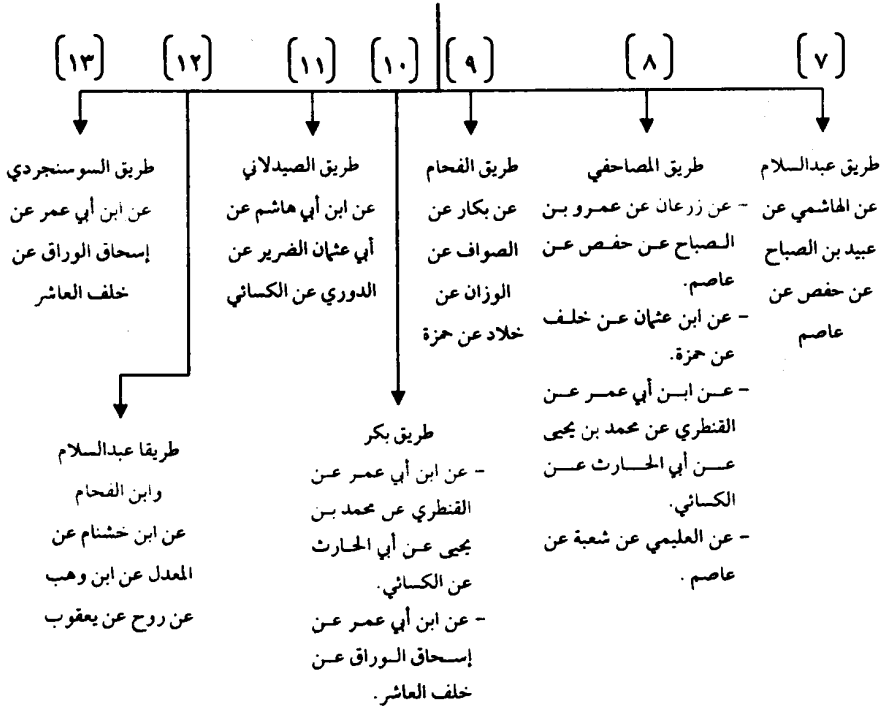 [٧]
[٨]
[٩]
[١٠]
[١١]
[١٢]
[١٣]
طريق عبدالسلام
عن الهاشمي عن
عبيد بن الصباح
عن حفص عن
عاصم
طريق المصاحفي
- عن زرعان عن عمرو بن
الصباح عن حفص عن
عاصم.
- عن ابن عثمان عن خلف
عن حمزة.
- عن ابن أبي عمر عن
القنطري عن محمد بن يحيى
عن أبي الحارث عن
الكسائي.
- عن العليمي عن شعبة عن
عاصم.
طريق الفحام
عن بكار عن
الصواف عن
الوزان عن
خلاد عن حمزة
طريق بكر
- عن ابن أبي عمر عن
القنطري عن محمد بن
يحيى عن أبي الحارث
عن الكسائي.
- عن ابن أبي عمر عن
إسحاق الوراق عن
خلف العاشر.
طريق الصيدلاني
عن ابن أبي هاشم عن
أبي عثمان الضرير عن
الدوري عن الكسائي
طريقا عبدالسلام
وابن الفحام
عن ابن خشنام عن
المعدل عن ابن وهب
عن روح عن يعقوب
طريق السوسنجردي
عن ابن أبي عمر عن
إسحاق الوراق عن
خلف العاشر